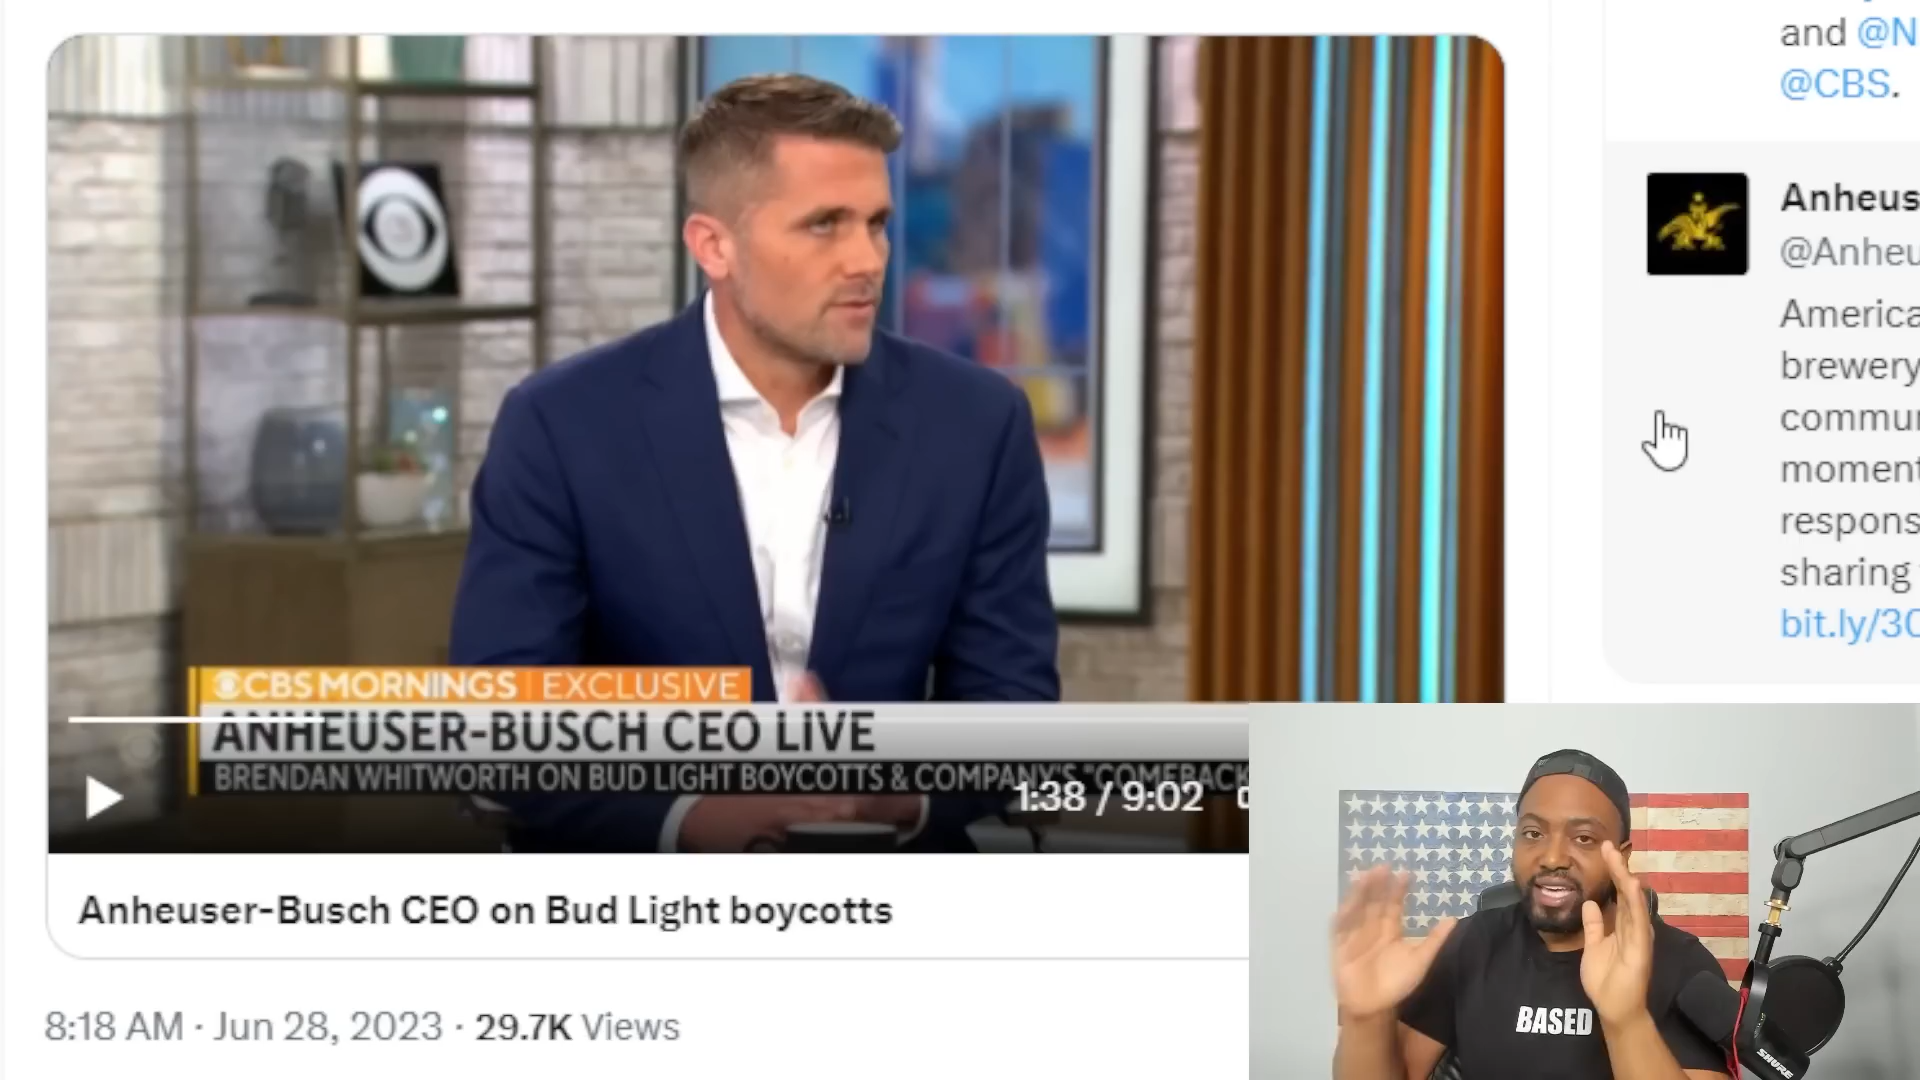 CBS MORNINGS | EXCLUSIVE
ANHEUSER-BUSCH CEO LIVE
BRENDAN WHITWORTH ON BUD LIGHT BOYCOTTS & COMPANY'S "COMEBACK
1:38 / 9:02
Anheuser-Busch CEO on Bud Light boycotts
8:18 AM · Jun 28, 2023 · 29.7K Views
and @N
@CBS.
Anheus
@Anheu
America
brewery
commun
moment
respons
sharing
bit.ly/30
BASED
SHURE